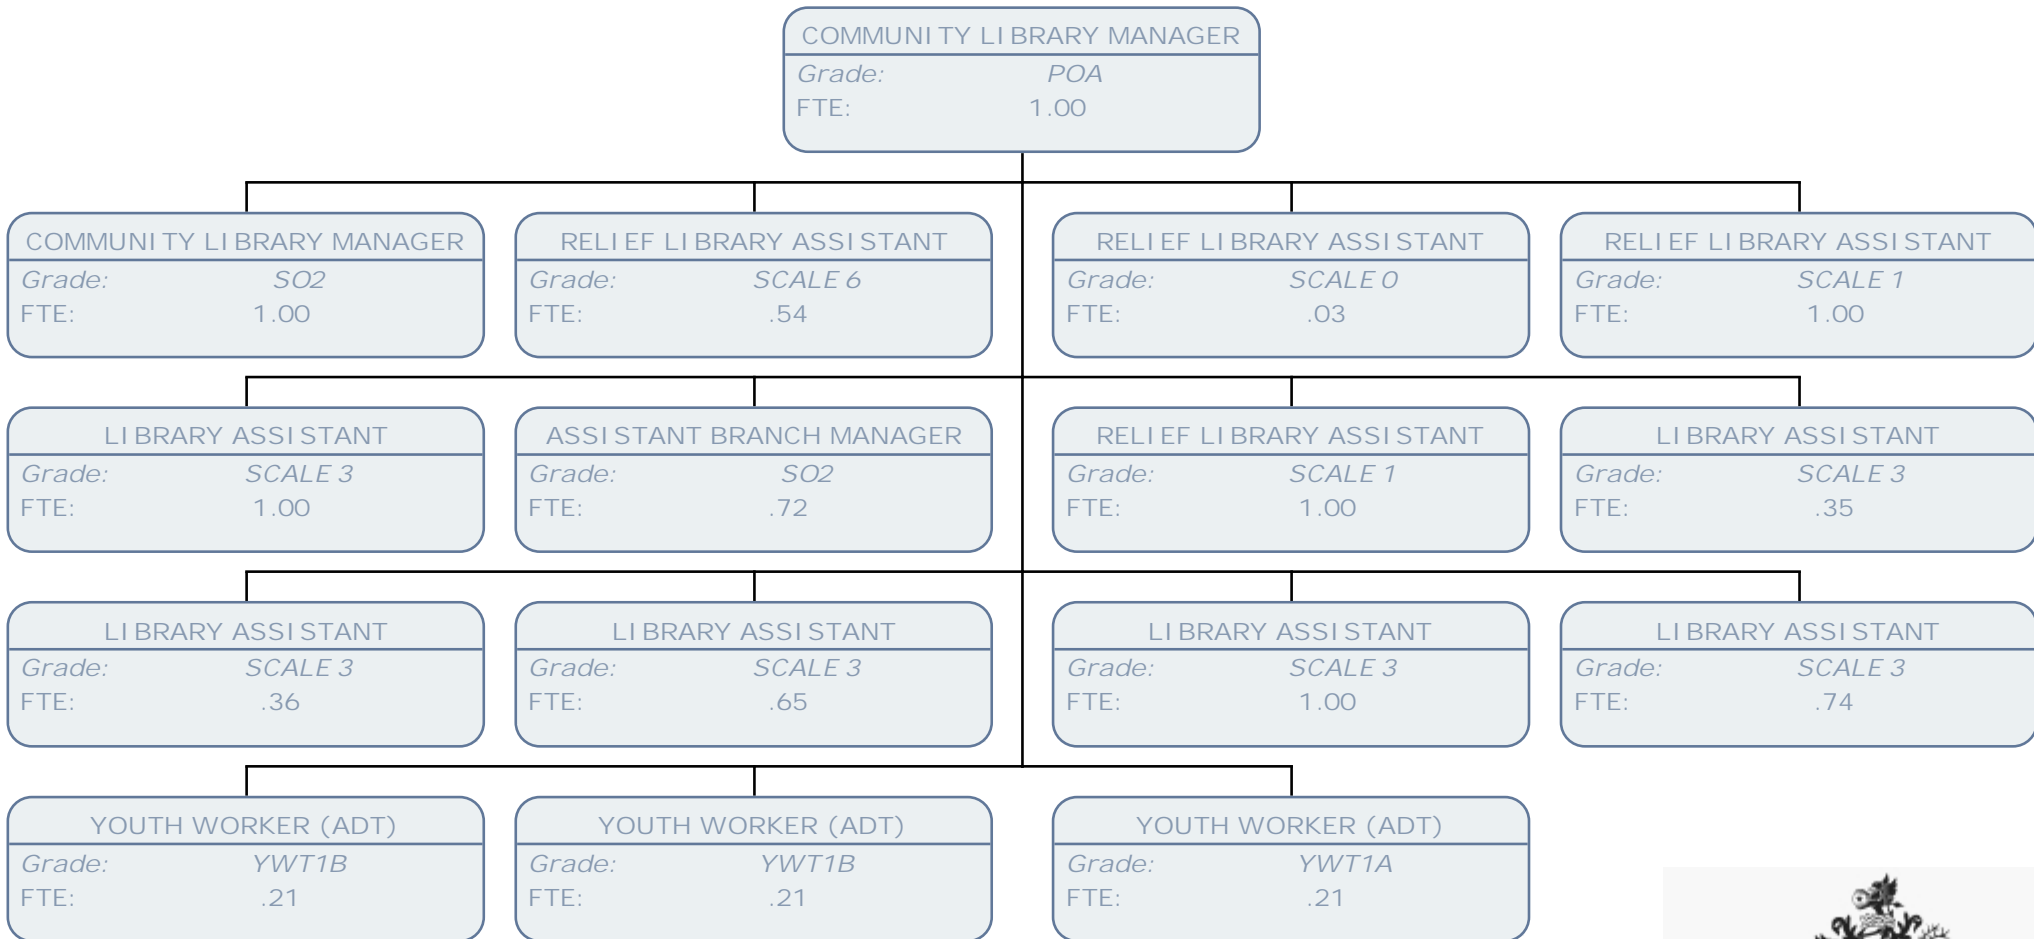 COMMUNITY LIBRARY MANAGER
Grade: POA
FTE: 1.00
COMMUNITY LIBRARY MANAGER
Grade: SO2
FTE: 1.00
RELIEF LIBRARY ASSISTANT
Grade: SCALE 6
FTE: .54
RELIEF LIBRARY ASSISTANT
Grade: SCALE 0
FTE: .03
RELIEF LIBRARY ASSISTANT
Grade: SCALE 1
FTE: 1.00
LIBRARY ASSISTANT
Grade: SCALE 3
FTE: 1.00
ASSISTANT BRANCH MANAGER
Grade: SO2
FTE: .72
RELIEF LIBRARY ASSISTANT
Grade: SCALE 1
FTE: 1.00
LIBRARY ASSISTANT
Grade: SCALE 3
FTE: .35
LIBRARY ASSISTANT
Grade: SCALE 3
FTE: .36
LIBRARY ASSISTANT
Grade: SCALE 3
FTE: .65
LIBRARY ASSISTANT
Grade: SCALE 3
FTE: 1.00
LIBRARY ASSISTANT
Grade: SCALE 3
FTE: .74
YOUTH WORKER (ADT)
Grade: YWT1B
FTE: .21
YOUTH WORKER (ADT)
Grade: YWT1B
FTE: .21
YOUTH WORKER (ADT)
Grade: YWT1A
FTE: .21